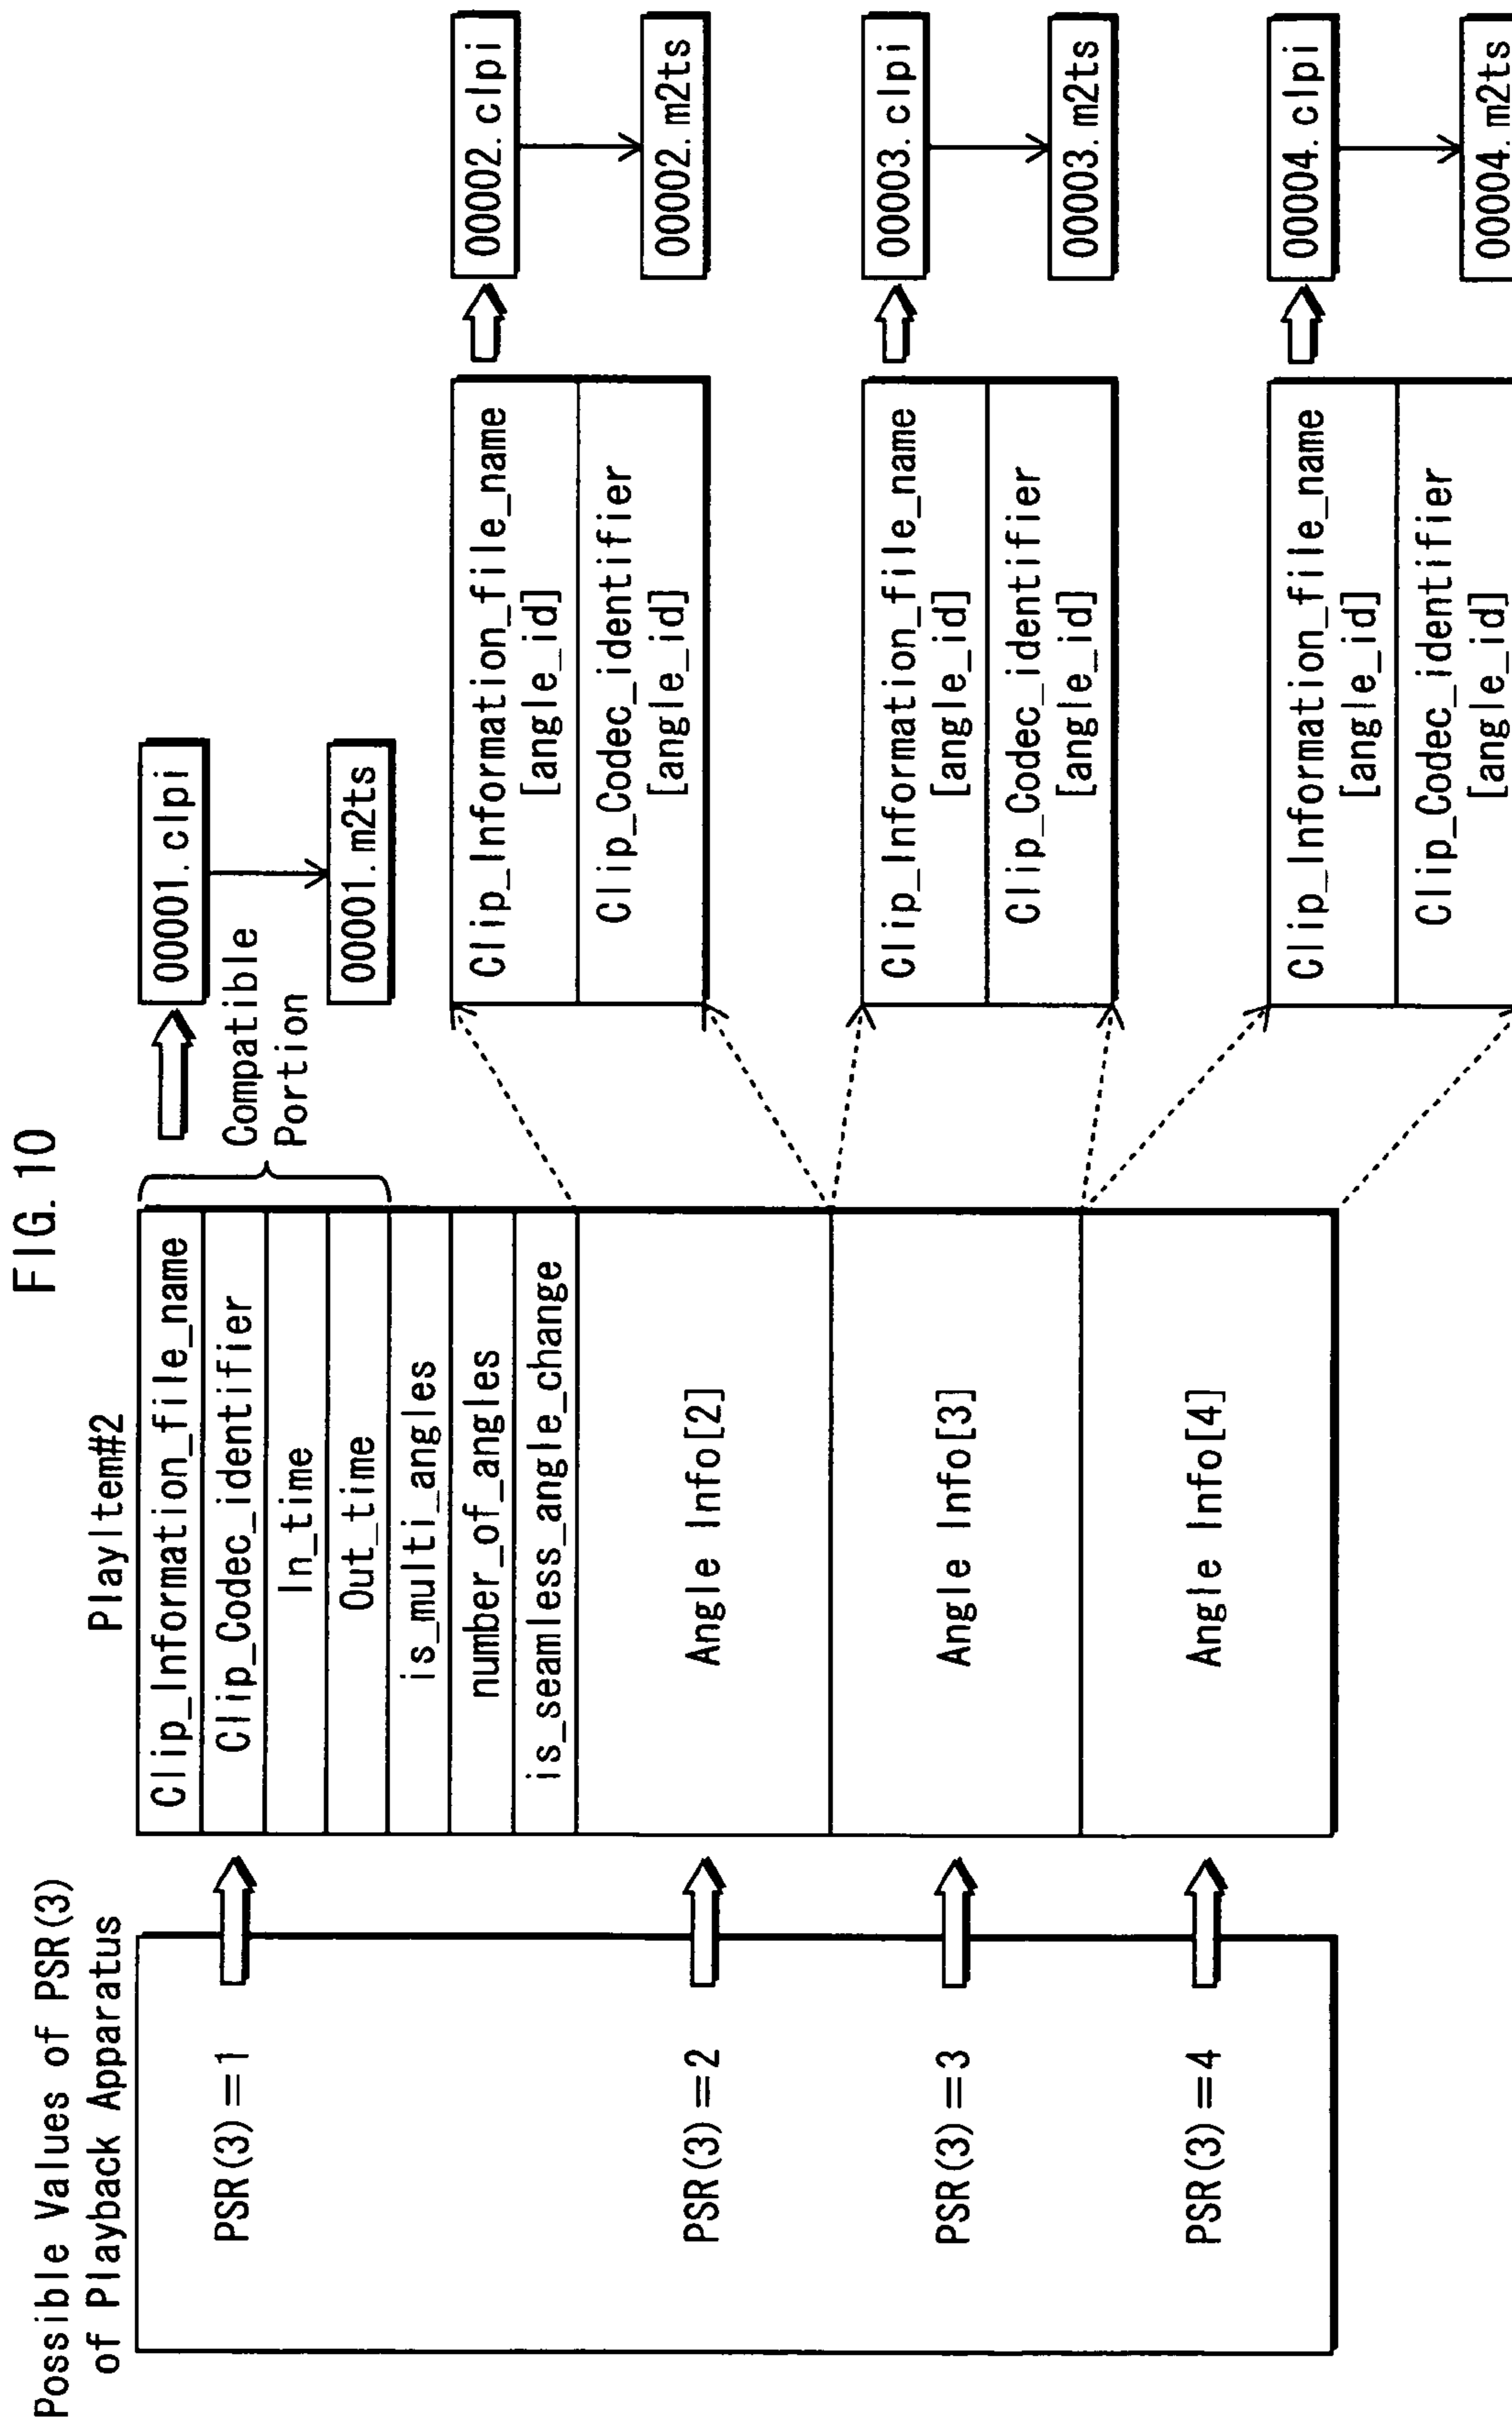 FIG. 10
Possible Values of PSR(3)
of Playback Apparatus
PSR(3)=1
PSR(3)=2
PSR(3)=3
PSR(3)=4
PlayItem#2
Clip_Information_file_name
Clip_Codec_identifier
In_time
Out_time
is_multi_angles
number_of_angles
is_seamless_angle_change
Angle Info[2]
Angle Info[3]
Angle Info[4]
Compatible
Portion
00001.clpi
00001.m2ts
Clip_Information_file_name
[angle_id]
Clip_Codec_identifier
[angle_id]
00002.clpi
00002.m2ts
Clip_Information_file_name
[angle_id]
Clip_Codec_identifier
[angle_id]
00003.clpi
00003.m2ts
Clip_Information_file_name
[angle_id]
Clip_Codec_identifier
[angle_id]
00004.clpi
00004.m2ts